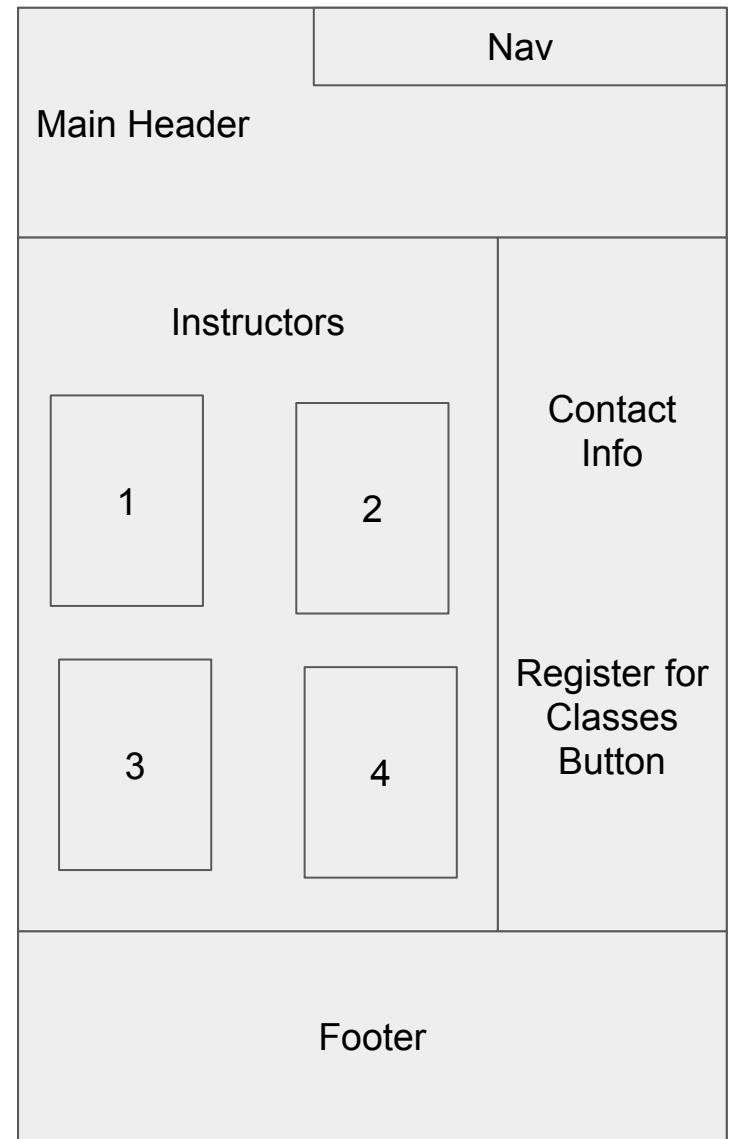 Nav
Main Header
Instructors
1
2
3
4
Contact
Info
Register for
Classes
Button
Footer